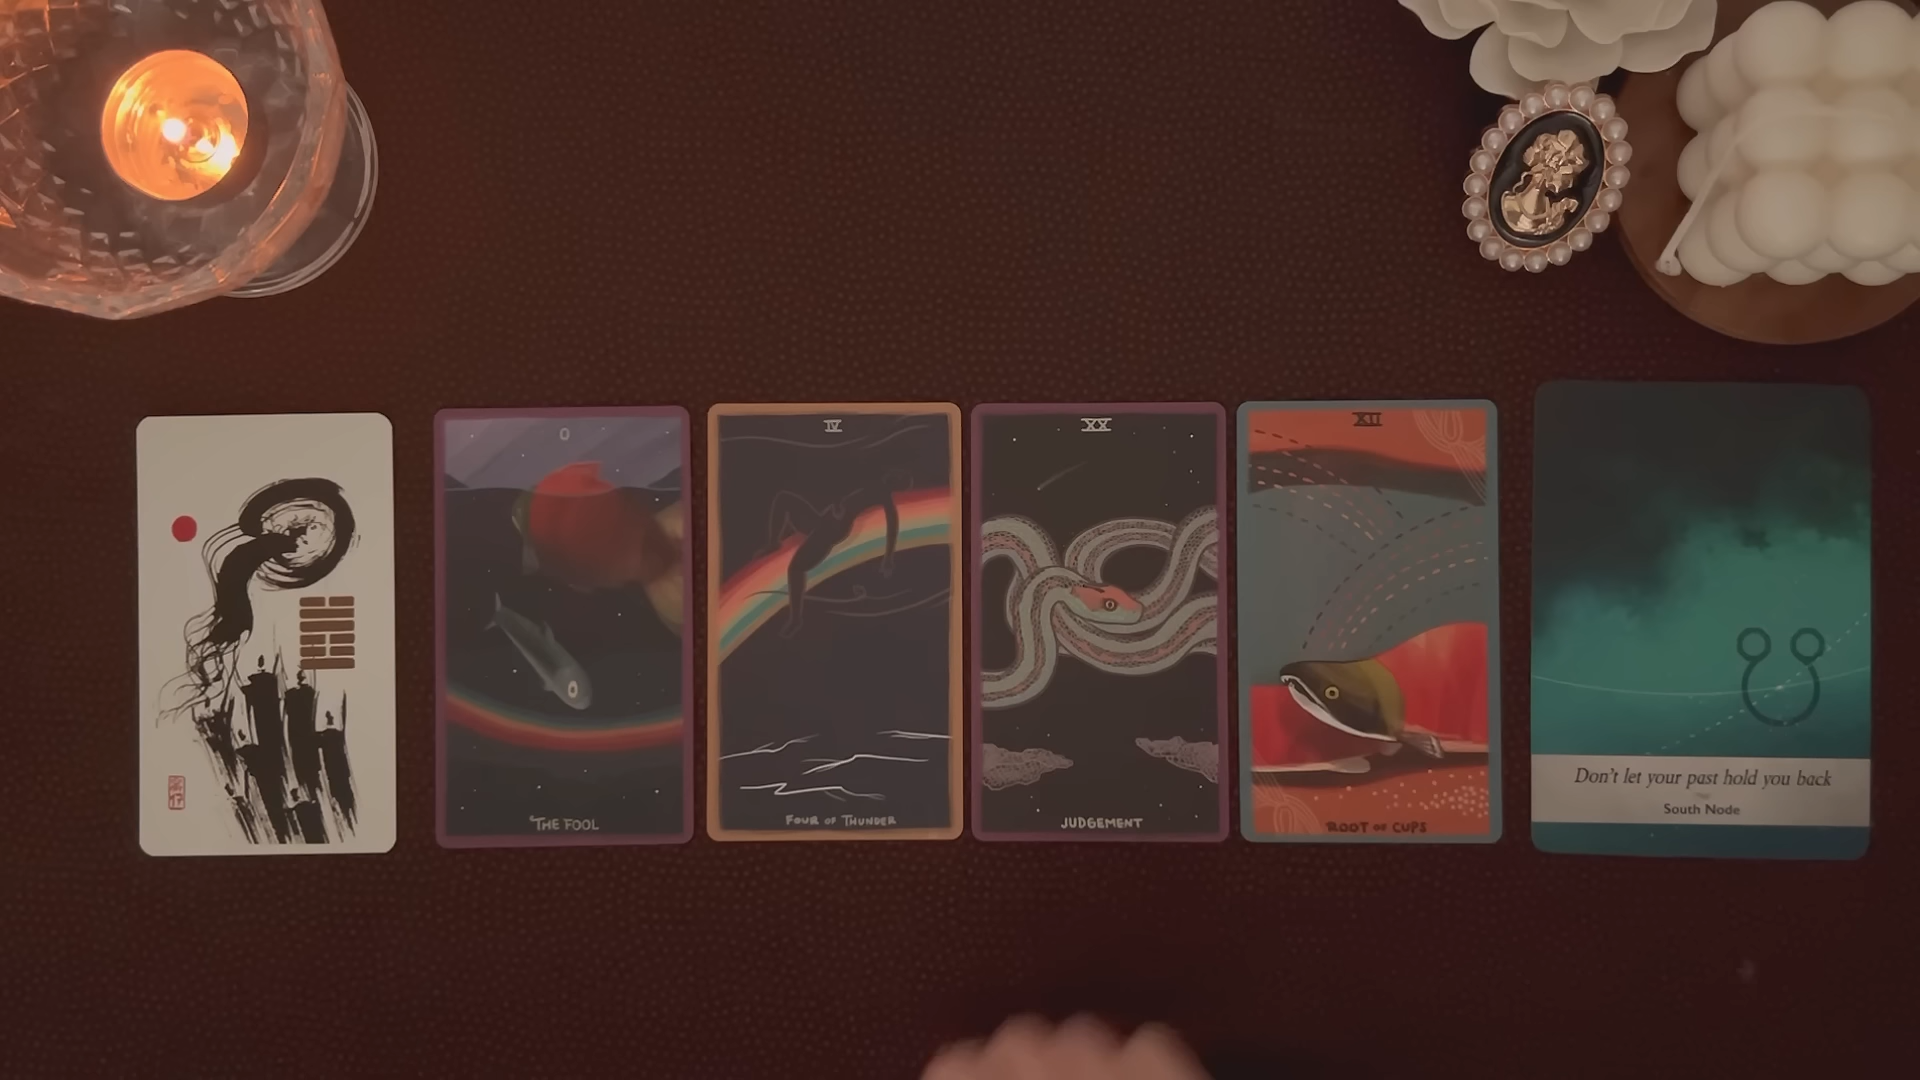 0
THE FOOL
IV
FOUR OF THUNDER
XX
JUDGEMENT
XII
ROOT OF CUPS
Don't let your past hold you back
South Node